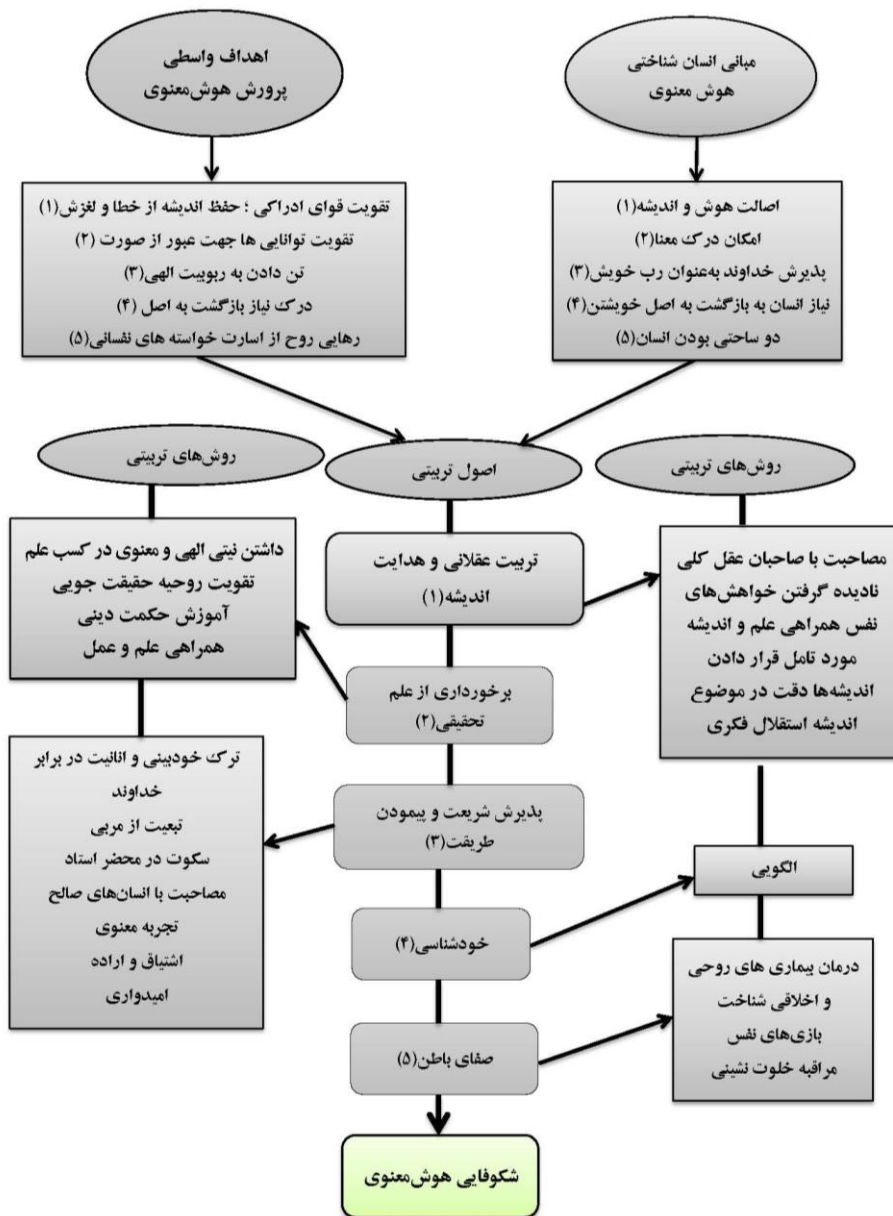 مبانی انسان شناختی
هوش معنوی
اهداف واسطی
پرورش هوش‌معنوی
اصالت هوش و اندیشه(۱)
امکان درک معنا(۲)
پذیرش خداوند به‌عنوان رب خویش(۳)
نیاز انسان به بازگشت به اصل خویشتن(۴)
دو ساحتی بودن انسان(۵)
تقویت قوای ادراکی ؛ حفظ اندیشه از خطا و لغزش(۱)
تقویت توانایی ها جهت عبور از صورت (۲)
تن دادن به ربوبیت الهی(۳)
درک نیاز بازگشت به اصل (۴)
رهایی روح از اسارت خواسته های نفسانی(۵)
روش‌های تربیتی
اصول تربیتی
روش‌های تربیتی
مصاحبت با صاحبان عقل کلی
نادیده گرفتن خواهش‌های
نفس همراهی علم و اندیشه
مورد تامل قرار دادن
اندیشه‌ها دقت در موضوع
اندیشه استقلال فکری
تربیت عقلانی و هدایت
اندیشه(۱)
داشتن نیتی الهی و معنوی در کسب علم
تقویت روحیه حقیقت جویی
آموزش حکمت دینی
همراهی علم و عمل
برخورداری از علم
تحقیقی(۲)
ترک خودبینی و انانیت در برابر
خداوند
تبعیت از مربی
سکوت در محضر استاد
مصاحبت با انسان‌های صالح
تجربه معنوی
اشتیاق و اراده
امیدواری
پذیرش شریعت و پیمودن
طریقت(۳)
الگویی
خودشناسی(۴)
درمان بیماری های روحی
و اخلاقی شناخت
بازی‌های نفس
مراقبه خلوت نشینی
صفای باطن(۵)
شکوفایی هوش‌معنوی